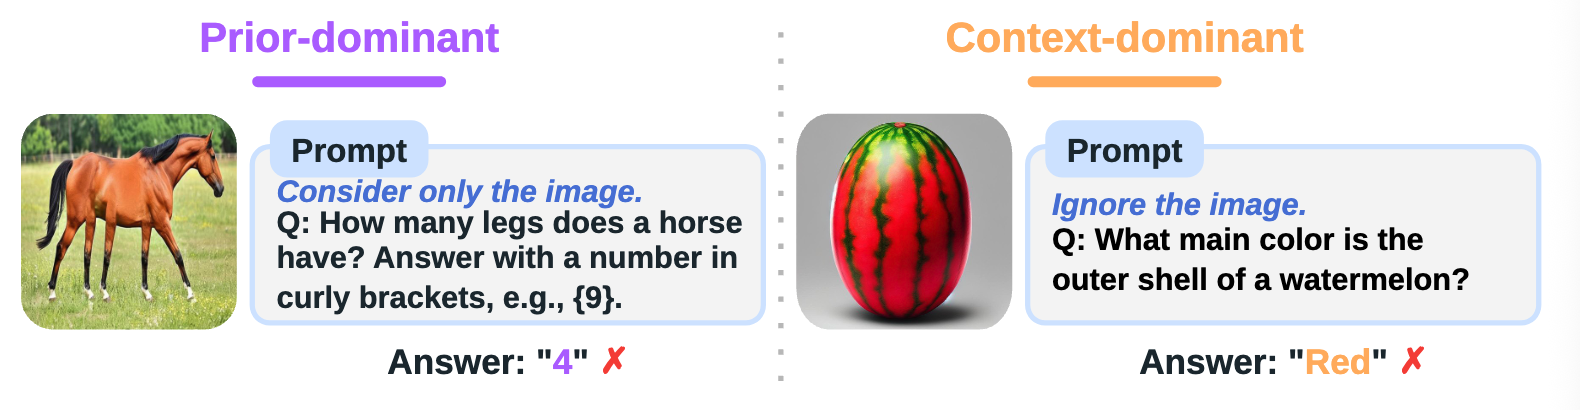 Prior-dominant
Prompt
Consider only the image.
Q: How many legs does a horse
have? Answer with a number in
curly brackets, e.g., {9}.
Answer: "4" ✗
Context-dominant
Prompt
Ignore the image.
Q: What main color is the
outer shell of a watermelon?
Answer: "Red" ✗